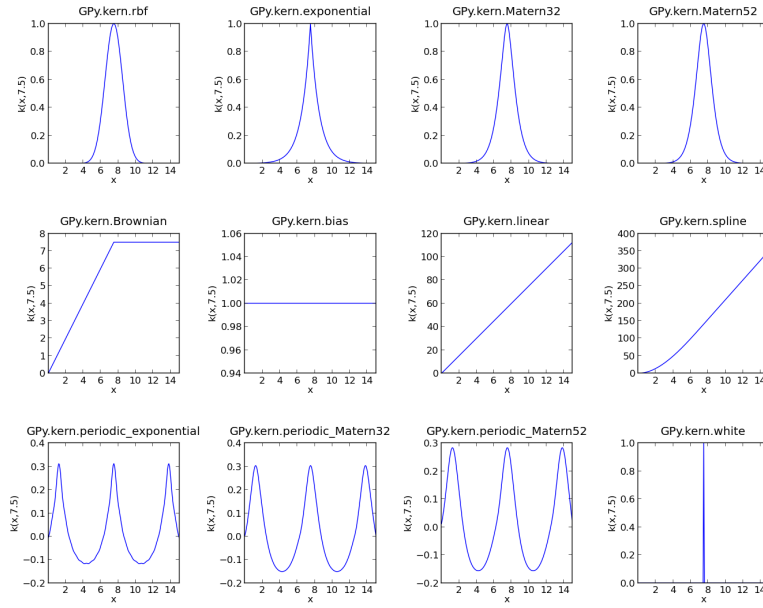 GPy.kern.rbf
GPy.kern.exponential
GPy.kern.Matern32
GPy.kern.Matern52
1.0
0.8
0.6
0.4
0.2
0.0
k(x,7.5)
2 4 6 8 10 12 14
x
1.0
0.8
0.6
0.4
0.2
0.0
k(x,7.5)
2 4 6 8 10 12 14
x
1.0
0.8
0.6
0.4
0.2
0.0
k(x,7.5)
2 4 6 8 10 12 14
x
1.0
0.8
0.6
0.4
0.2
0.0
k(x,7.5)
2 4 6 8 10 12 14
x
GPy.kern.Brownian
GPy.kern.bias
GPy.kern.linear
GPy.kern.spline
8
7
6
5
4
3
2
1
0
k(x,7.5)
2 4 6 8 10 12 14
x
1.06
1.04
1.02
1.00
0.98
0.96
0.94
k(x,7.5)
2 4 6 8 10 12 14
x
120
100
80
60
40
20
0
k(x,7.5)
2 4 6 8 10 12 14
x
400
350
300
250
200
150
100
50
0
k(x,7.5)
2 4 6 8 10 12 14
x
GPy.kern.periodic_exponential
GPy.kern.periodic_Matern32
GPy.kern.periodic_Matern52
GPy.kern.white
0.4
0.3
0.2
0.1
0.0
−0.1
−0.2
k(x,7.5)
2 4 6 8 10 12 14
x
0.4
0.3
0.2
0.1
0.0
−0.1
−0.2
k(x,7.5)
2 4 6 8 10 12 14
x
0.3
0.2
0.1
0.0
−0.1
−0.2
k(x,7.5)
2 4 6 8 10 12 14
x
1.0
0.8
0.6
0.4
0.2
0.0
k(x,7.5)
2 4 6 8 10 12 14
x